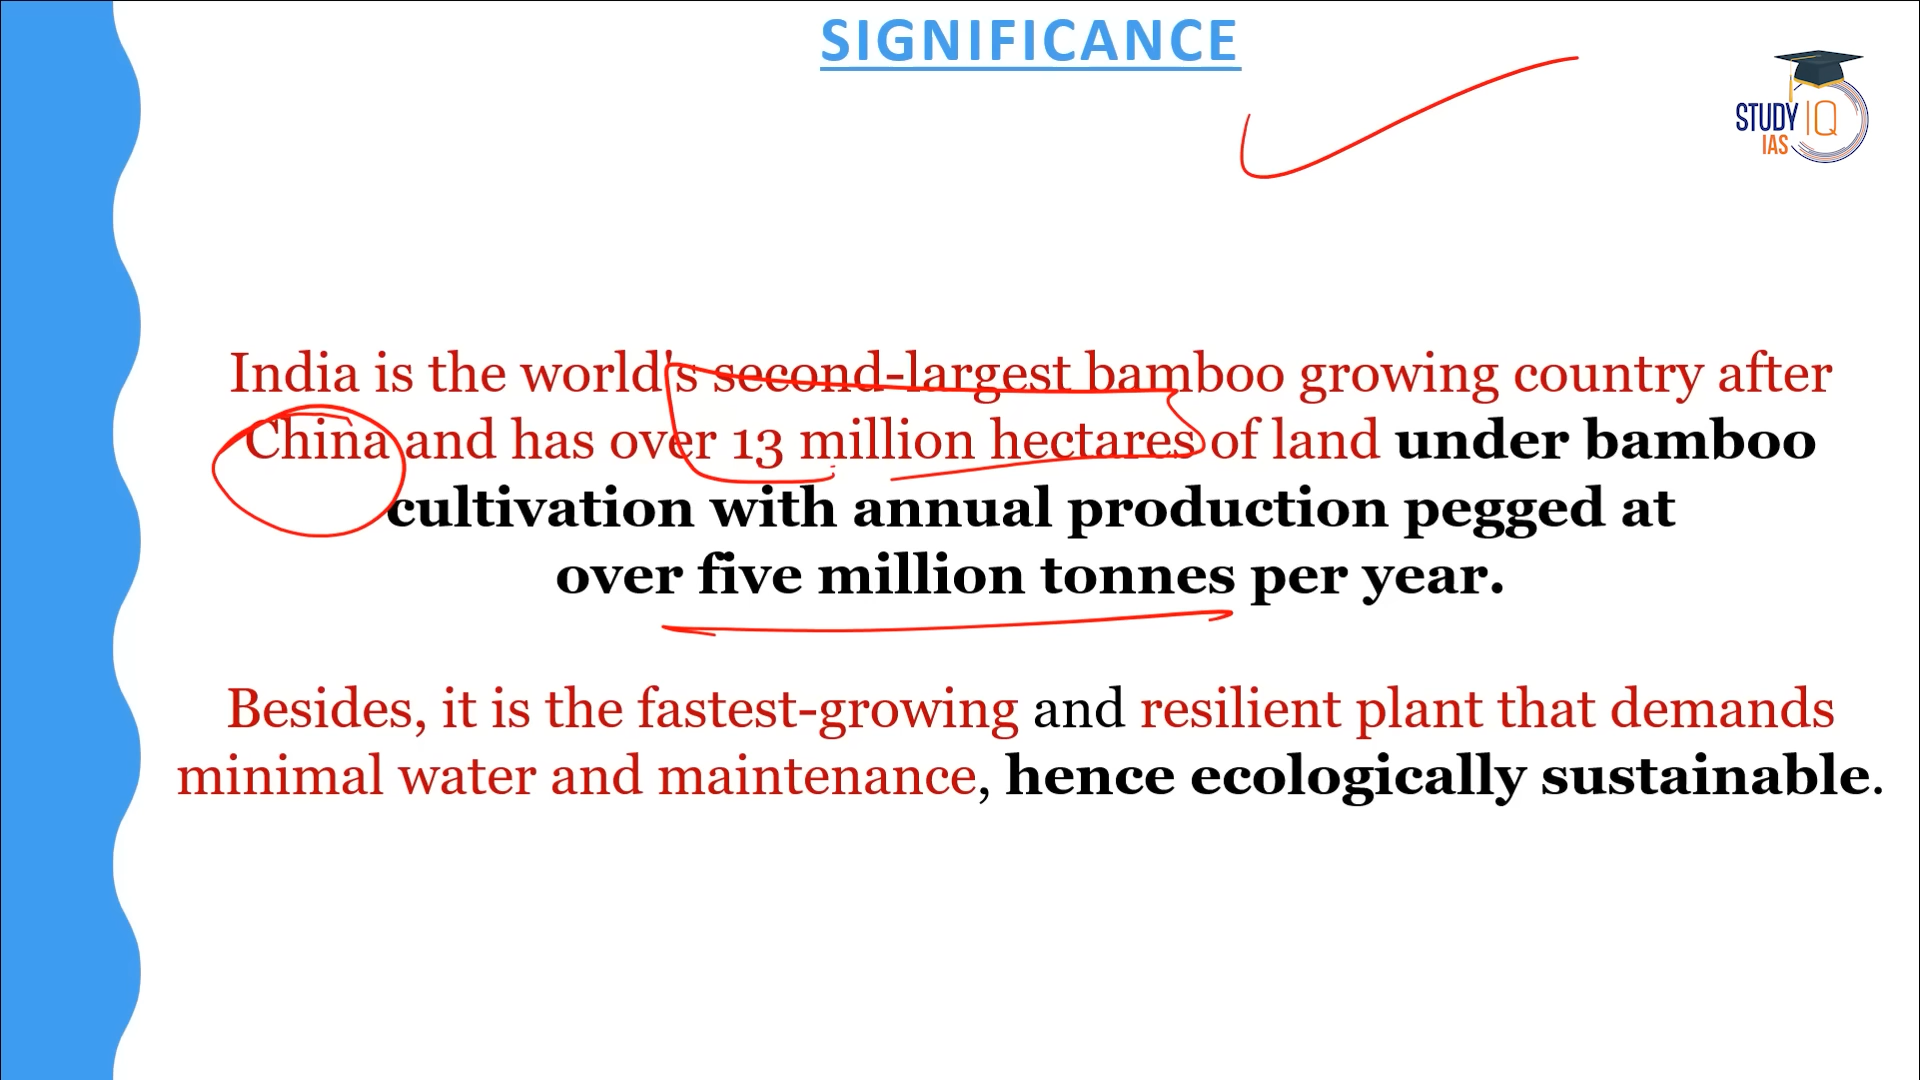 SIGNIFICANCE
STUDY IQ
IAS
India is the world's second-largest bamboo growing country after
China and has over 13 million hectares of land under bamboo
cultivation with annual production pegged at
over five million tonnes per year.
Besides, it is the fastest-growing and resilient plant that demands
minimal water and maintenance, hence ecologically sustainable.